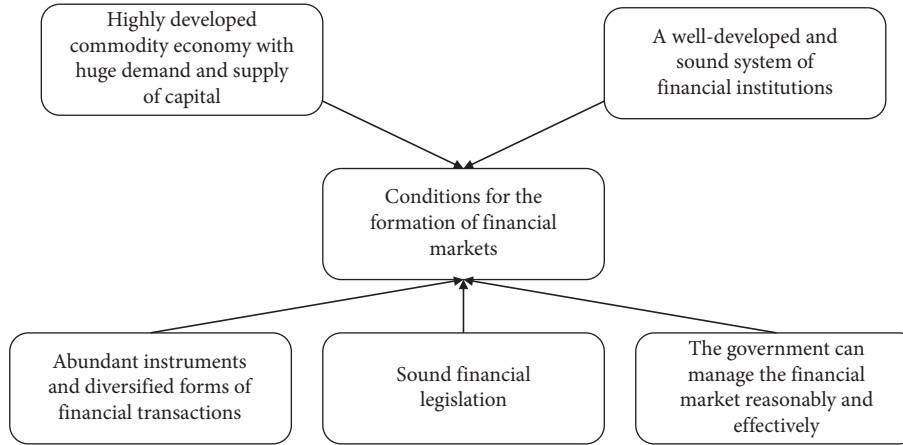 Highly developed
commodity economy with
huge demand and supply
of capital
A well-developed and
sound system of
financial institutions
Conditions for the
formation of financial
markets
Abundant instruments
and diversified forms of
financial transactions
Sound financial
legislation
The government can
manage the financial
market reasonably and
effectively